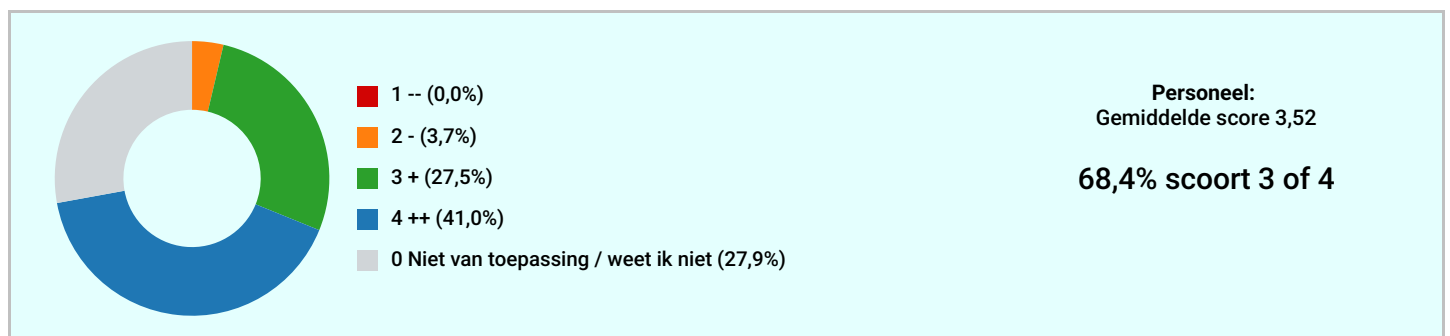 1 -- (0,0%)
2 - (3,7%)
3 + (27,5%)
4 ++ (41,0%)
0 Niet van toepassing / weet ik niet (27,9%)
Personeel:
Gemiddelde score 3,52
68,4% scoort 3 of 4